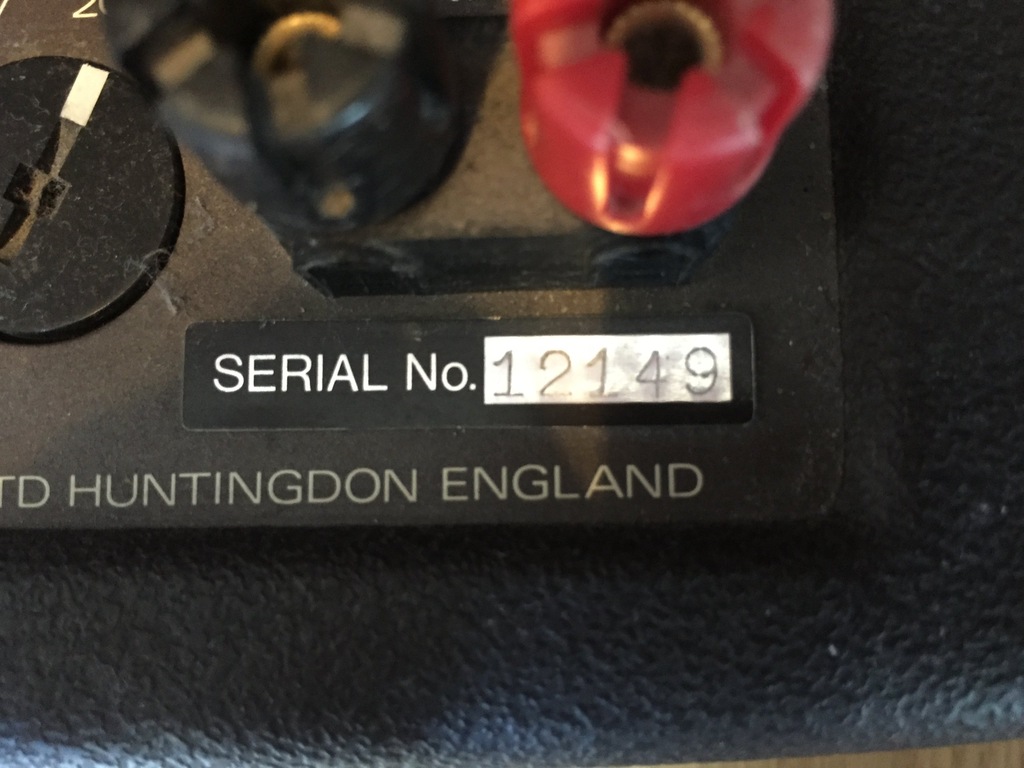 SERIAL No. 12149
TD HUNTINGDON ENGLAND